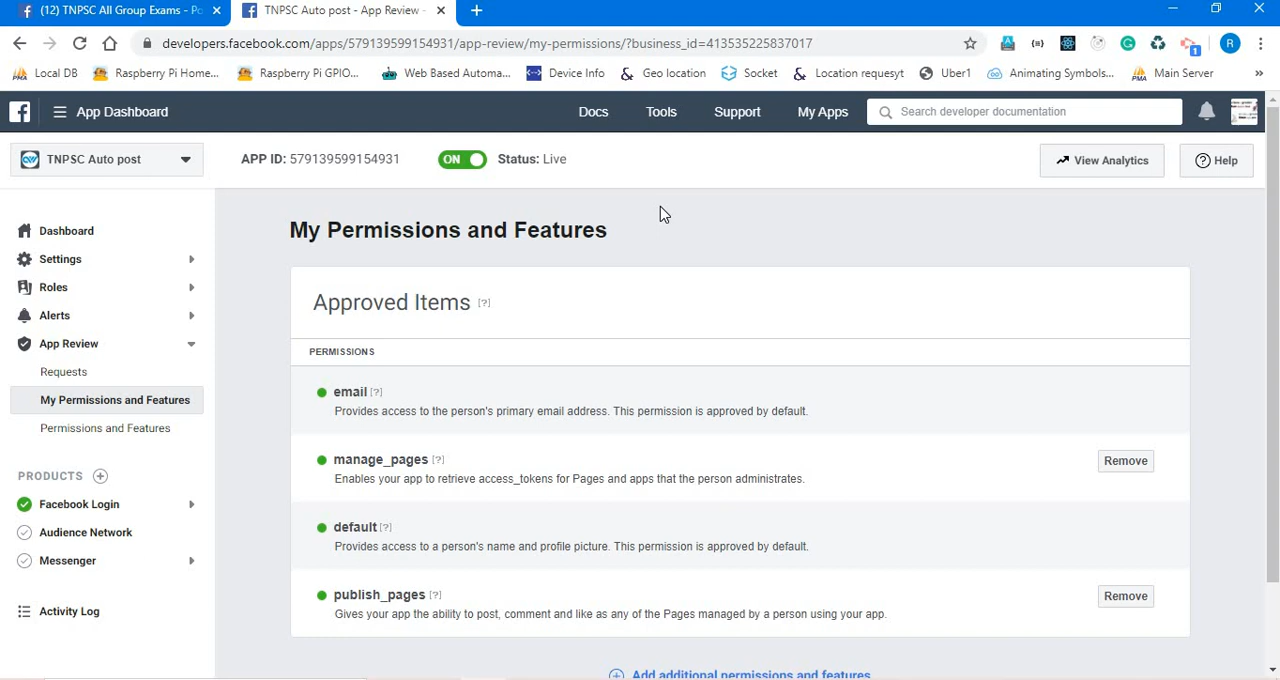 (12) TNPSC All Group Exams - Po
TNPSC Auto post - App Review -
developers.facebook.com/apps/579139599154931/app-review/my-permissions/?business_id=413535225837017
R
1
Local DB Raspberry Pi Home... Raspberry Pi GPIO... Web Based Automa... Device Info Geo location Socket Location requesyt Uber1 Animating Symbols... Main Server »
App Dashboard Docs Tools Support My Apps Search developer documentation
TNPSC Auto post APP ID: 579139599154931 ON Status: Live View Analytics Help
Dashboard
Settings
Roles
Alerts
App Review
Requests
My Permissions and Features
Permissions and Features
PRODUCTS
Facebook Login
Audience Network
Messenger
Activity Log
My Permissions and Features
Approved Items [?]
PERMISSIONS
email [?]
Provides access to the person's primary email address. This permission is approved by default.
manage_pages [?] Remove
Enables your app to retrieve access_tokens for Pages and apps that the person administrates.
default [?]
Provides access to a person's name and profile picture. This permission is approved by default.
publish_pages [?] Remove
Gives your app the ability to post, comment and like as any of the Pages managed by a person using your app.
Add additional permissions and features